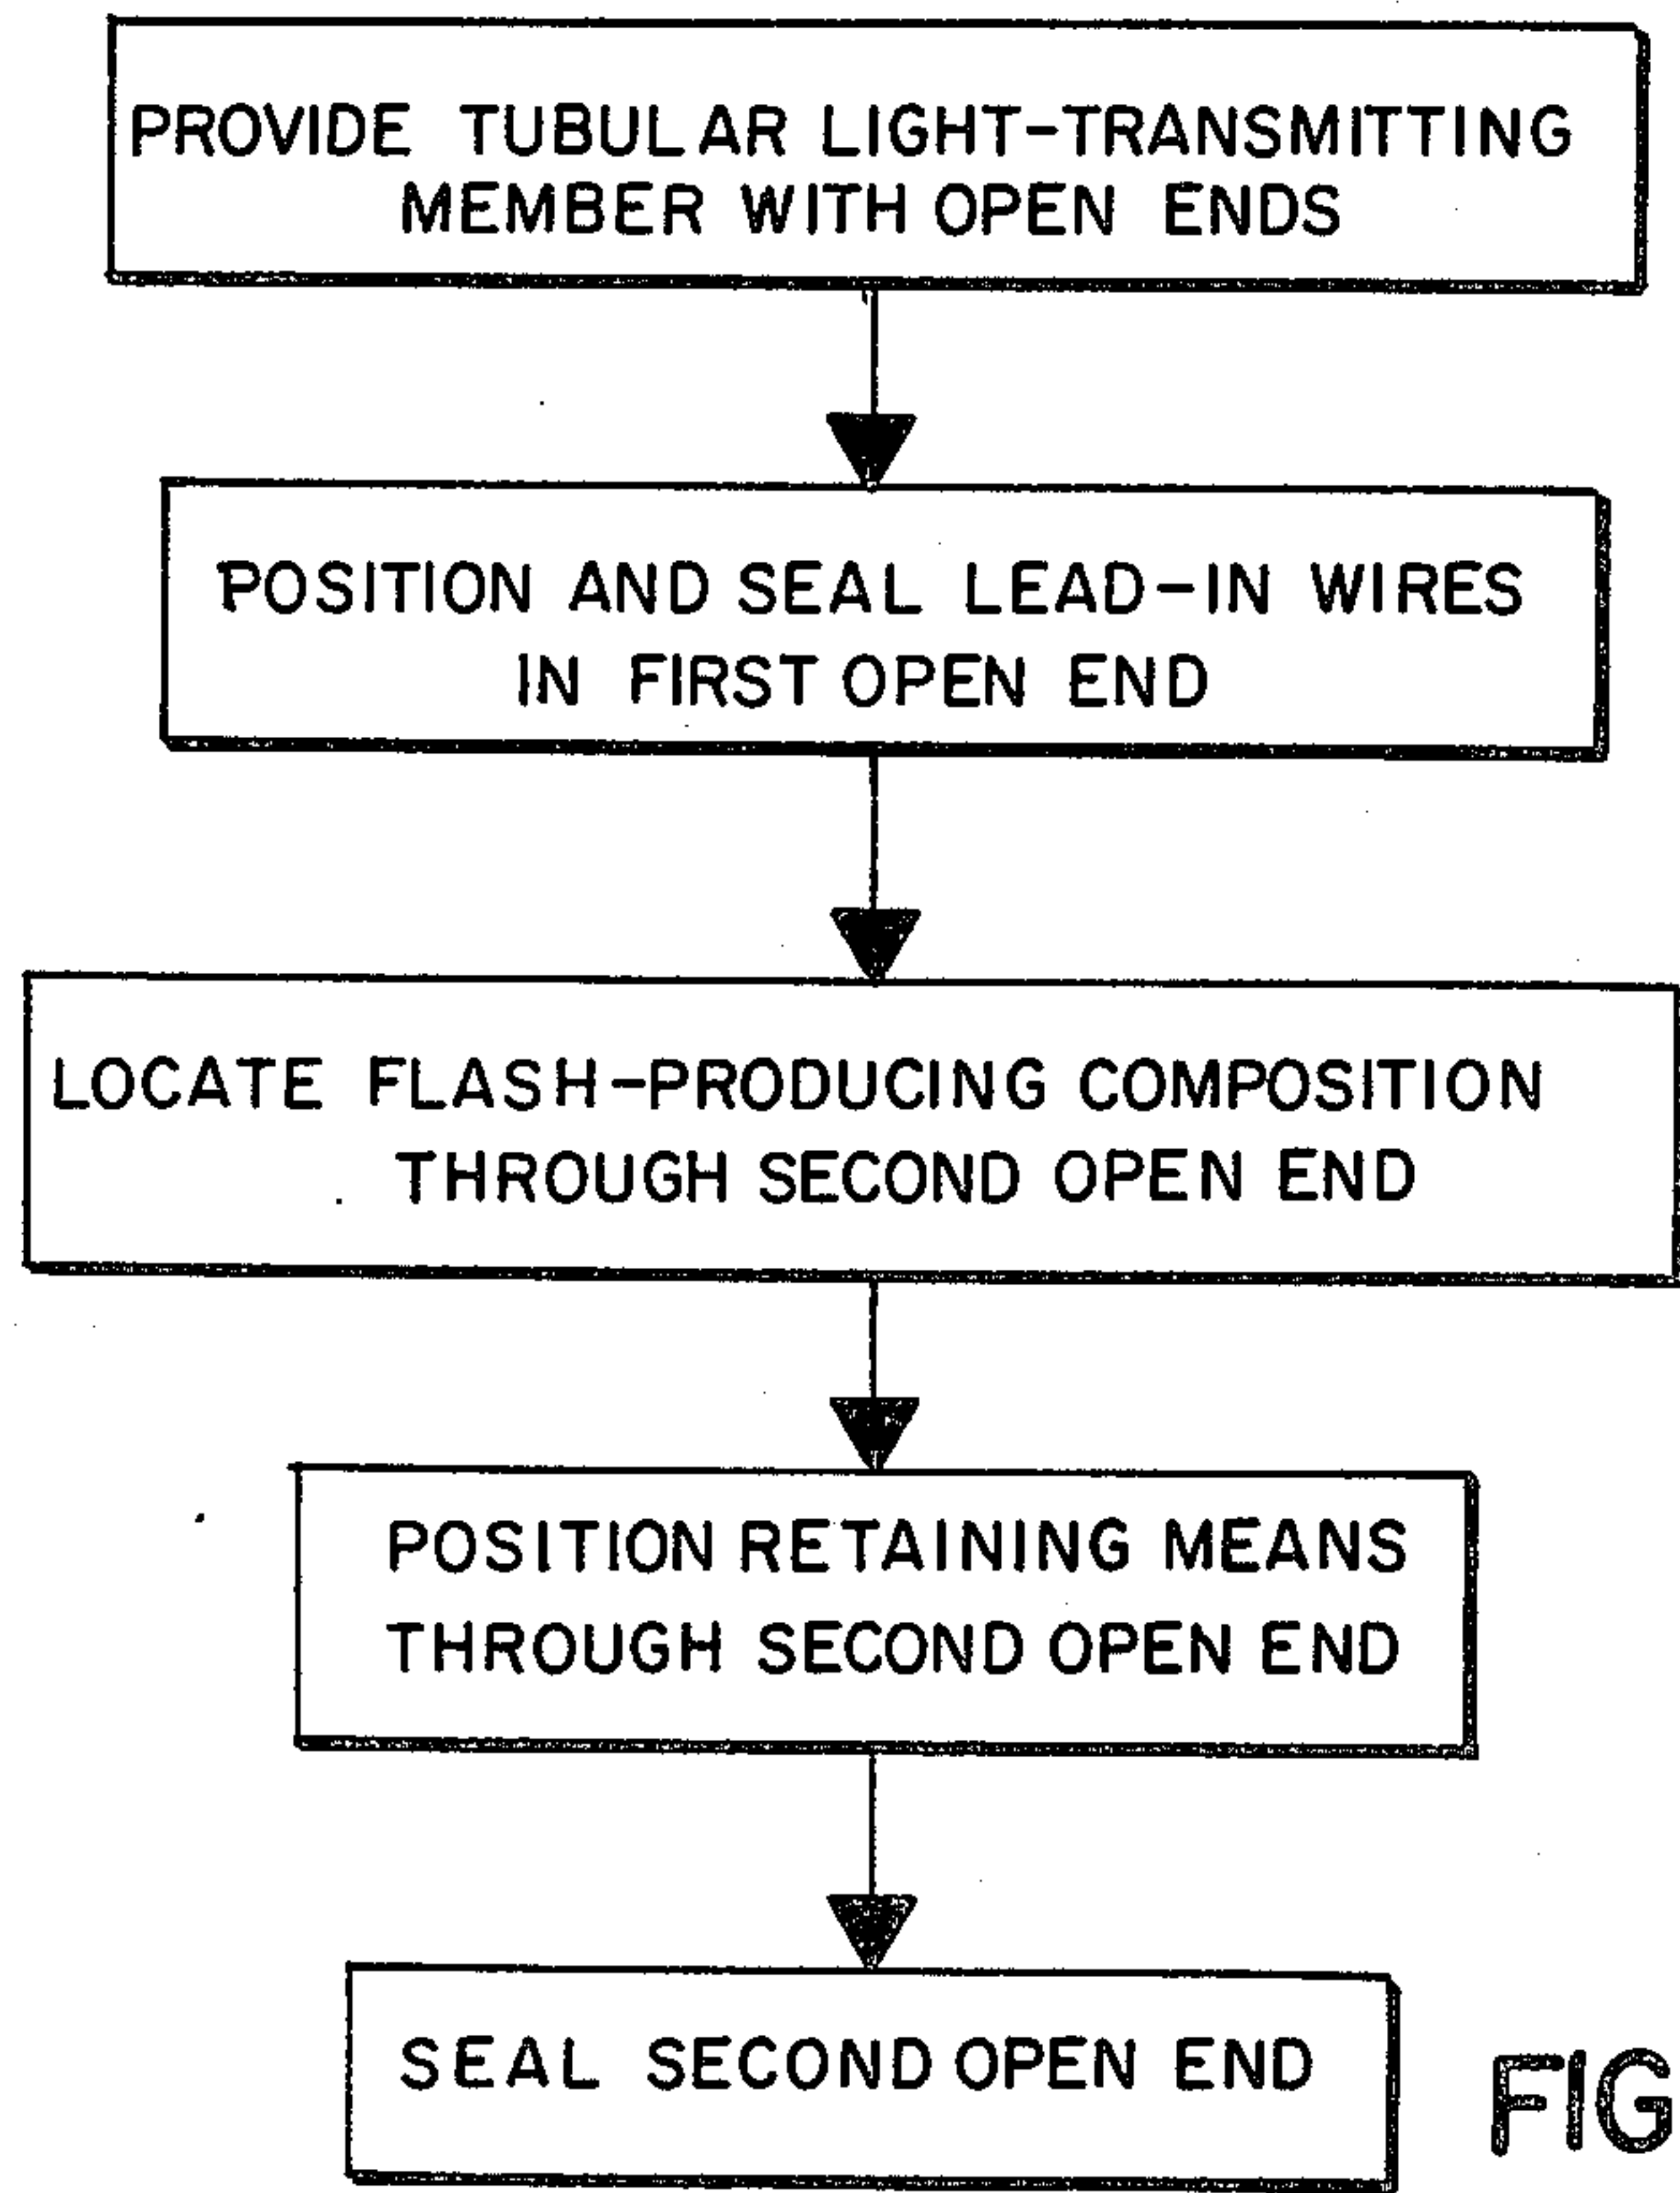 PROVIDE TUBULAR LIGHT-TRANSMITTING
MEMBER WITH OPEN ENDS
POSITION AND SEAL LEAD-IN WIRES
IN FIRST OPEN END
LOCATE FLASH-PRODUCING COMPOSITION
THROUGH SECOND OPEN END
POSITION RETAINING MEANS
THROUGH SECOND OPEN END
SEAL SECOND OPEN END
FIG